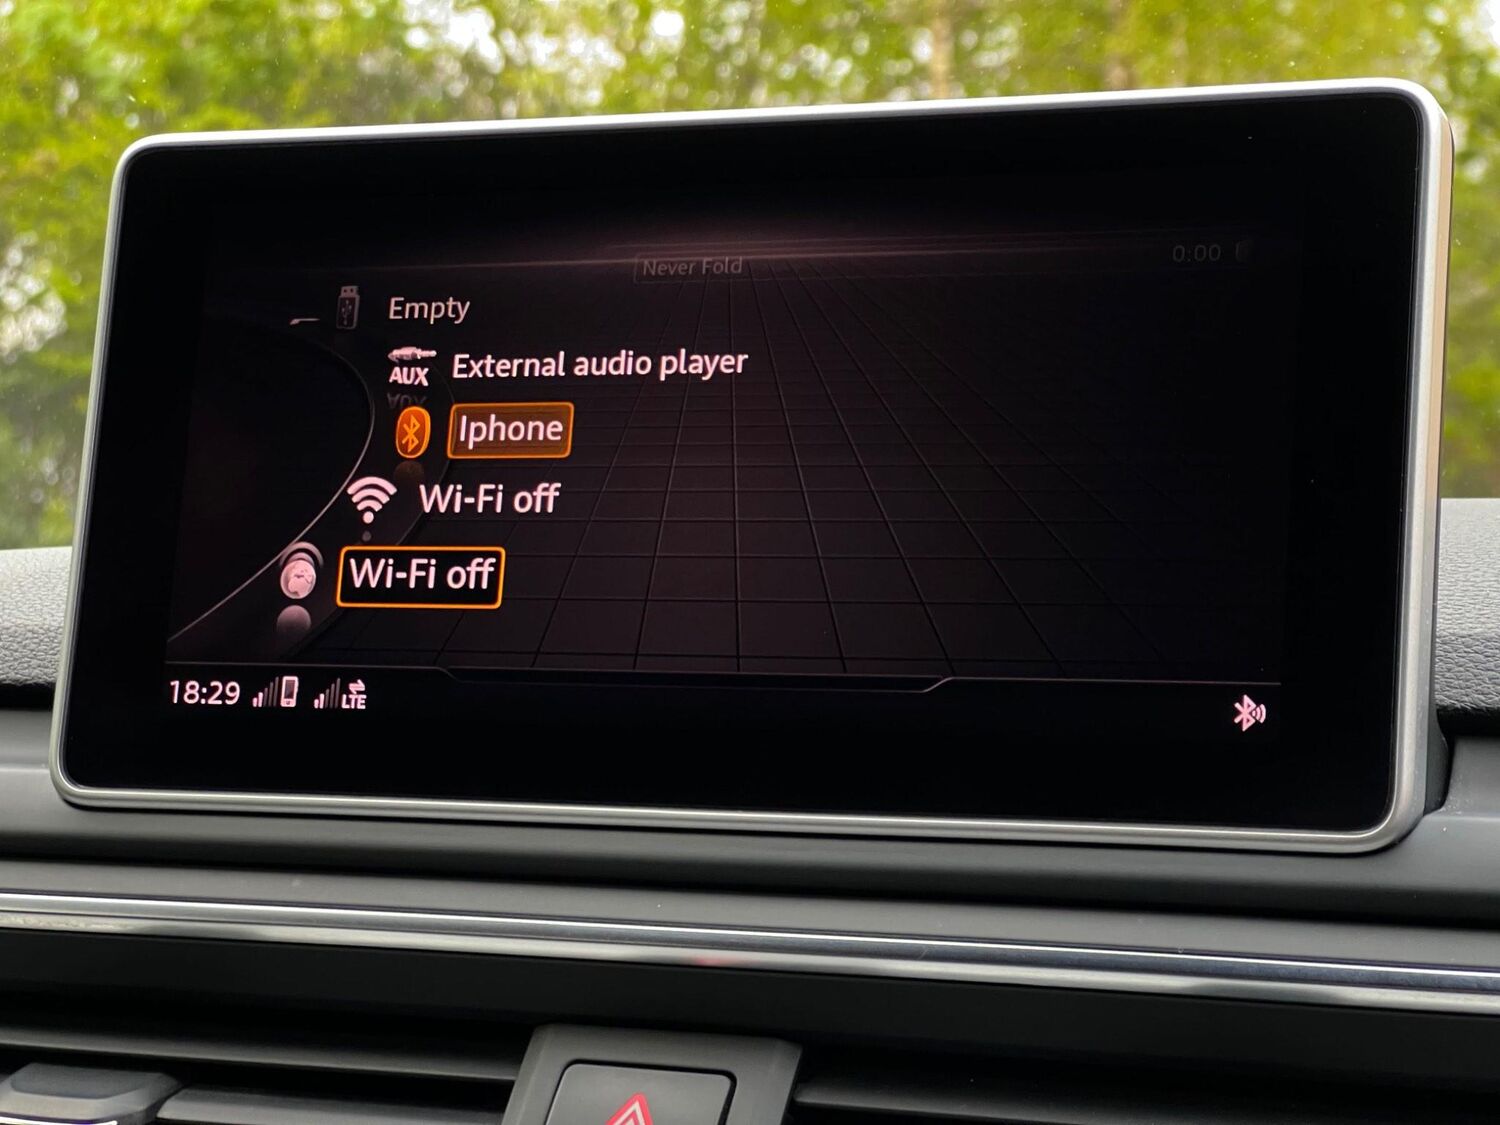 Never Fold
0:00
Empty
AUX
External audio player
Iphone
Wi-Fi off
Wi-Fi off
18:29
LTE